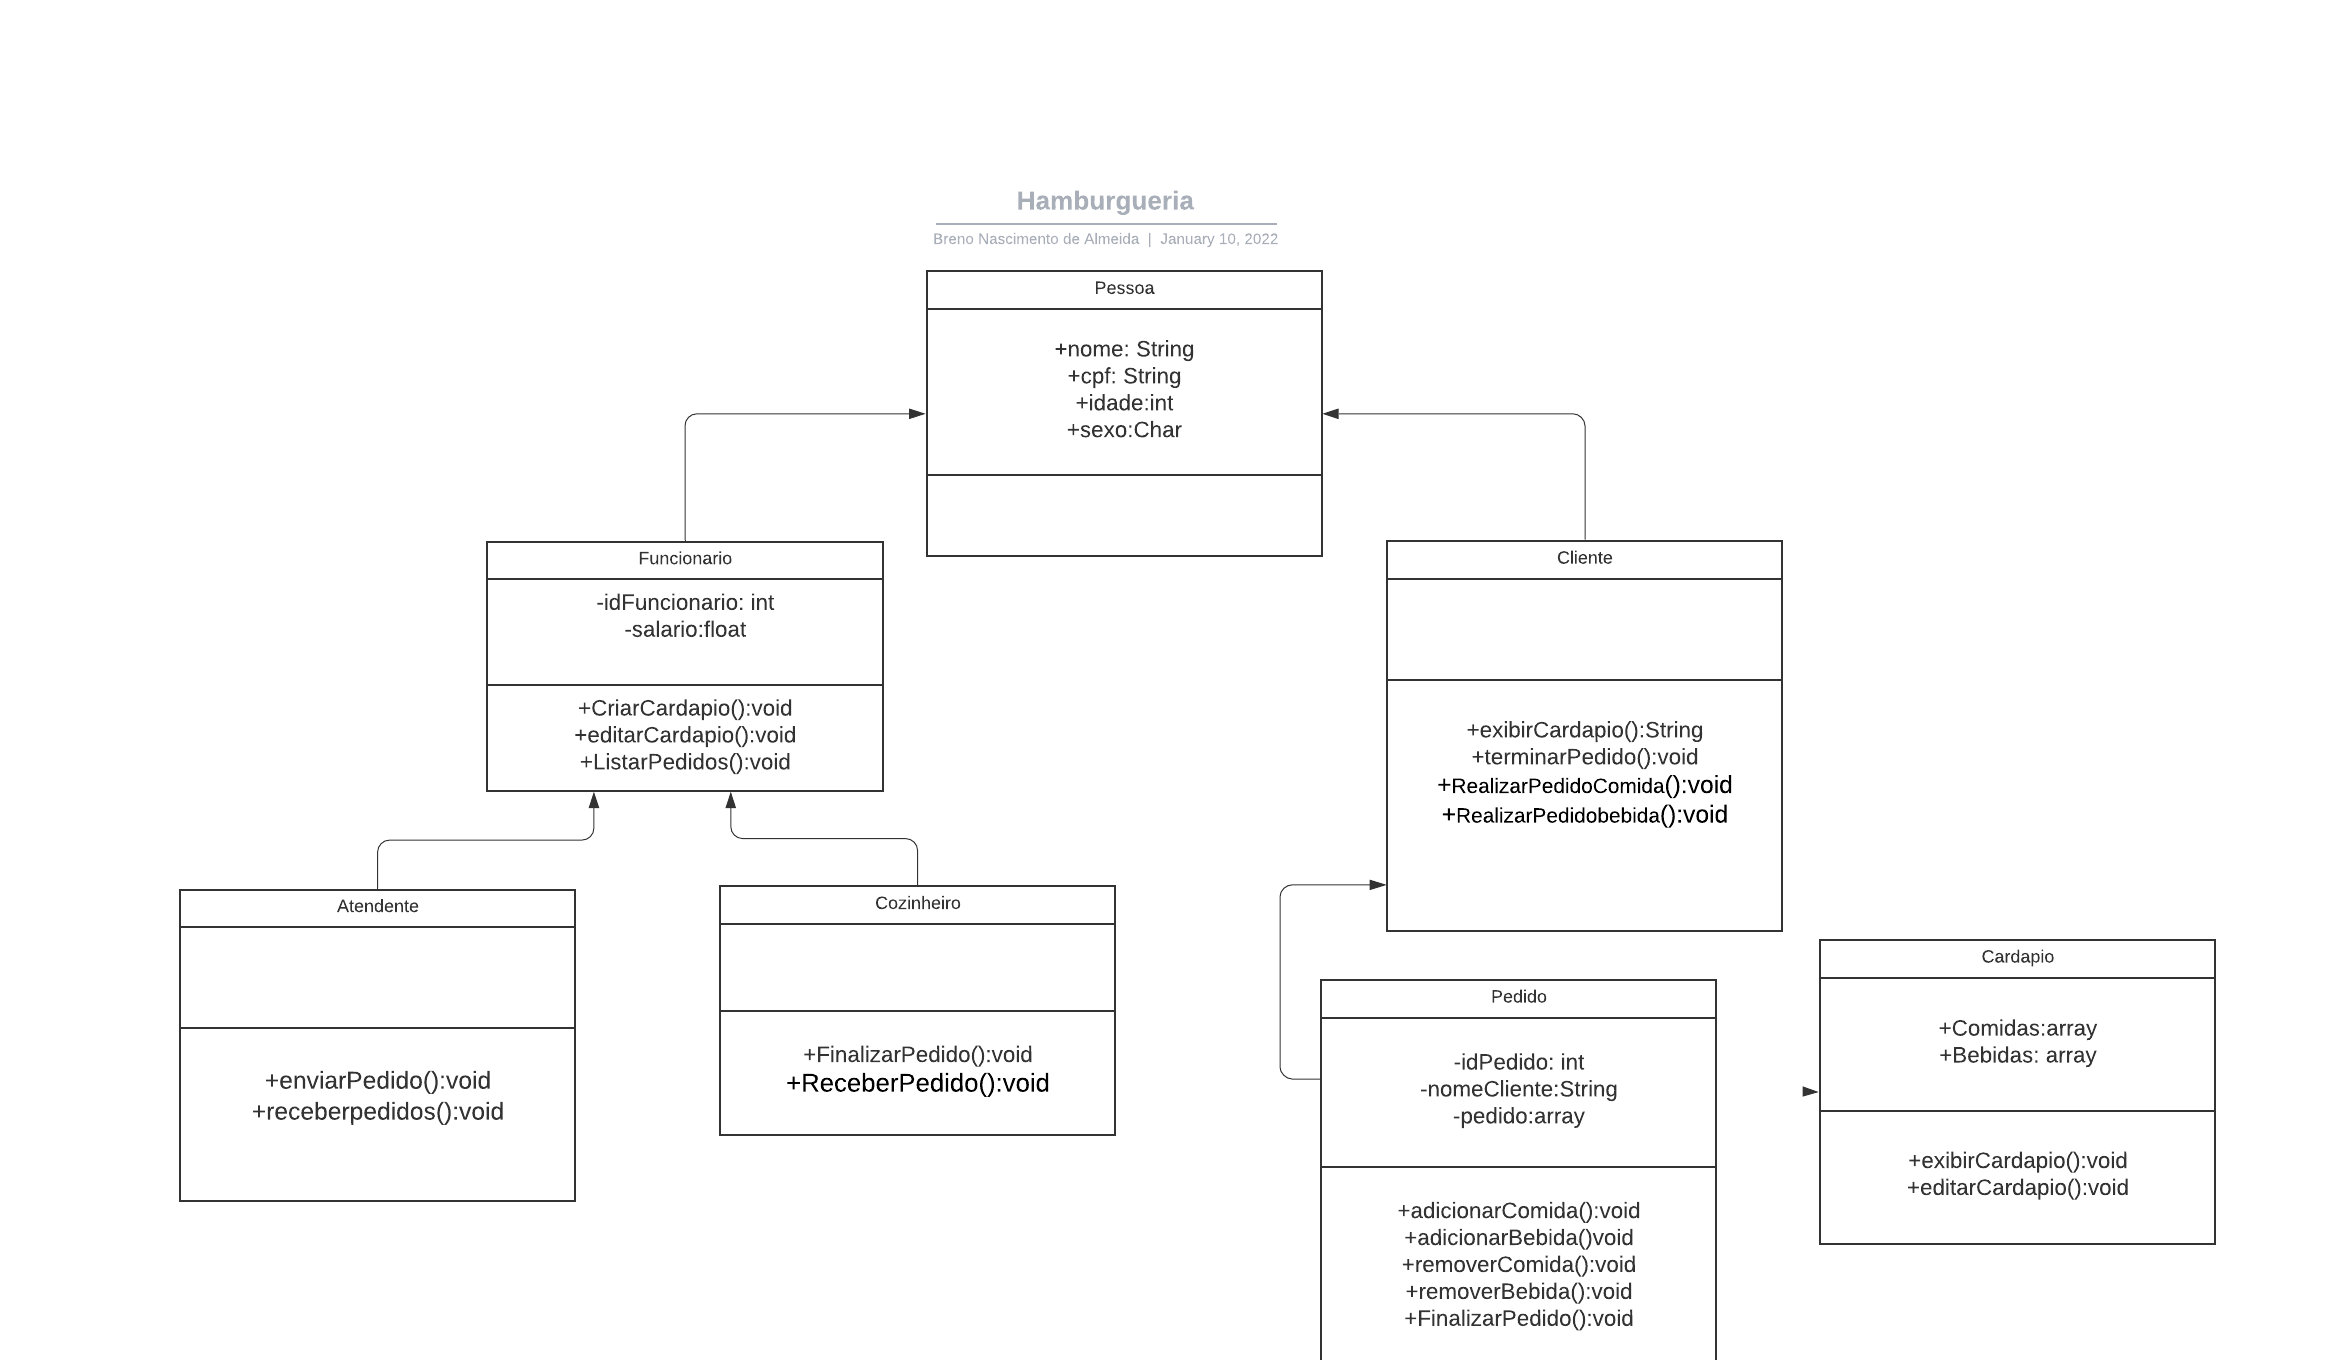 Hamburgueria
Breno Nascimento de Almeida | January 10, 2022
Pessoa
+nome: String
+cpf: String
+idade:int
+sexo:Char
Funcionario
-idFuncionario: int
-salario:float
+CriarCardapio():void
+editarCardapio():void
+ListarPedidos():void
Cliente
+exibirCardapio():String
+terminarPedido():void
+RealizarPedidoComida():void
+RealizarPedidobebida():void
Atendente
+enviarPedido():void
+receberpedidos():void
Cozinheiro
+FinalizarPedido():void
+ReceberPedido():void
Pedido
-idPedido: int
-nomeCliente:String
-pedido:array
+adicionarComida():void
+adicionarBebida()void
+removerComida():void
+removerBebida():void
+FinalizarPedido():void
Cardapio
+Comidas:array
+Bebidas: array
+exibirCardapio():void
+editarCardapio():void